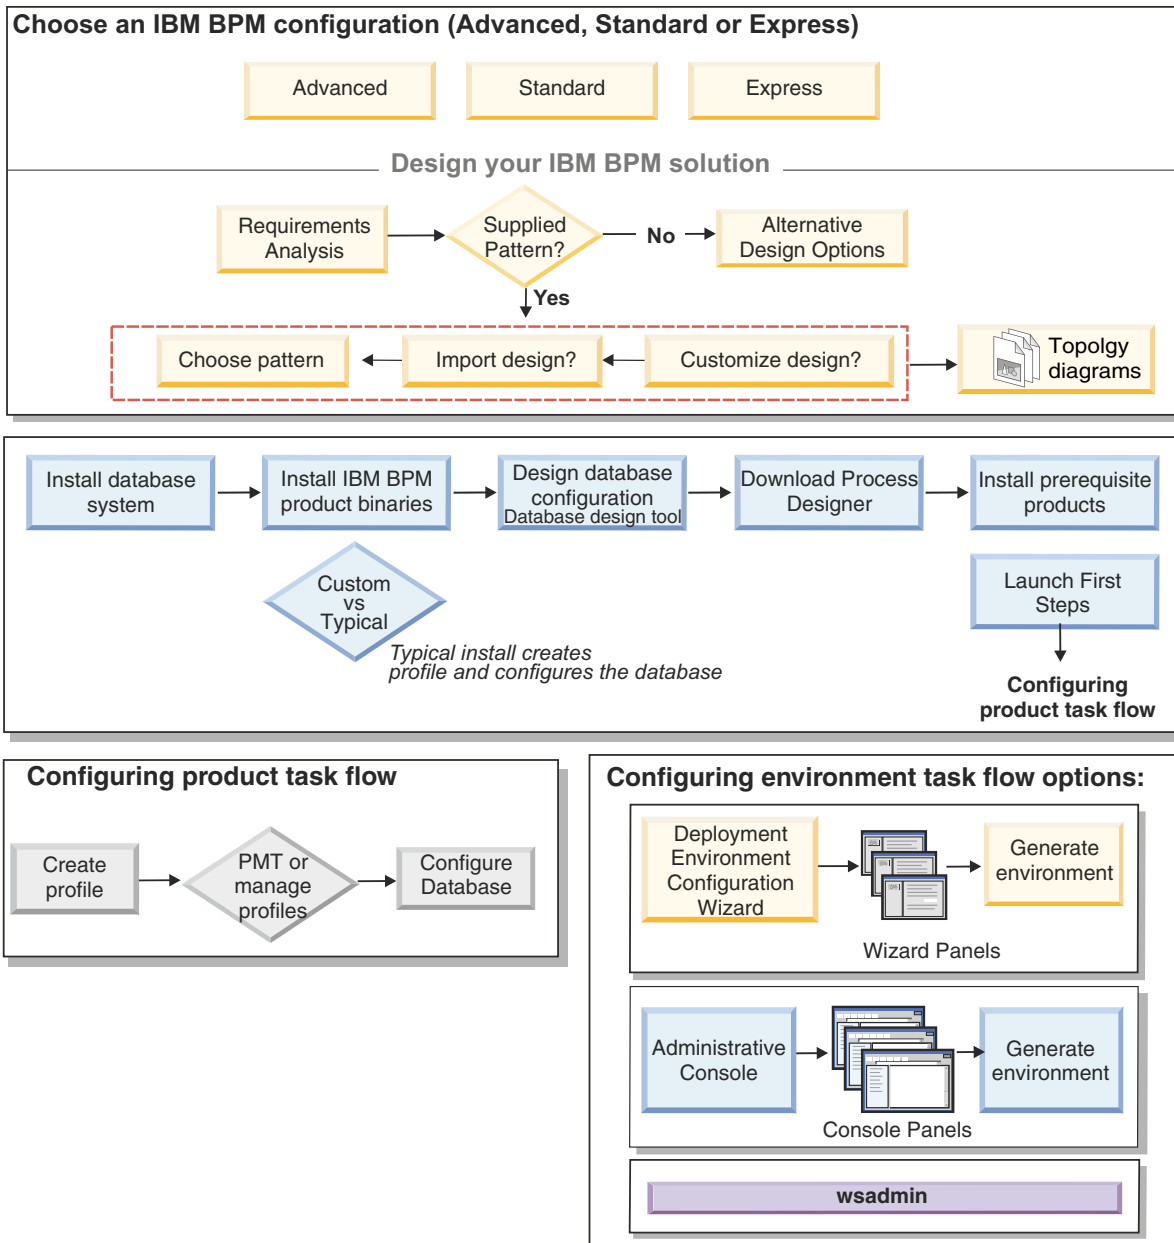 Choose an IBM BPM configuration (Advanced, Standard or Express)
Advanced
Standard
Express
Design your IBM BPM solution
Requirements
Analysis
Supplied
Pattern?
No
Alternative
Design Options
Yes
Choose pattern
Import design?
Customize design?
Topolgy
diagrams
Install database
system
Install IBM BPM
product binaries
Design database
configuration
Database design tool
Download Process
Designer
Install prerequisite
products
Custom
vs
Typical
Typical install creates
profile and configures the database
Launch First
Steps
Configuring
product task flow
Configuring product task flow
Create
profile
PMT or
manage
profiles
Configure
Database
Configuring environment task flow options:
Deployment
Environment
Configuration
Wizard
Wizard Panels
Generate
environment
Administrative
Console
Console Panels
Generate
environment
wsadmin